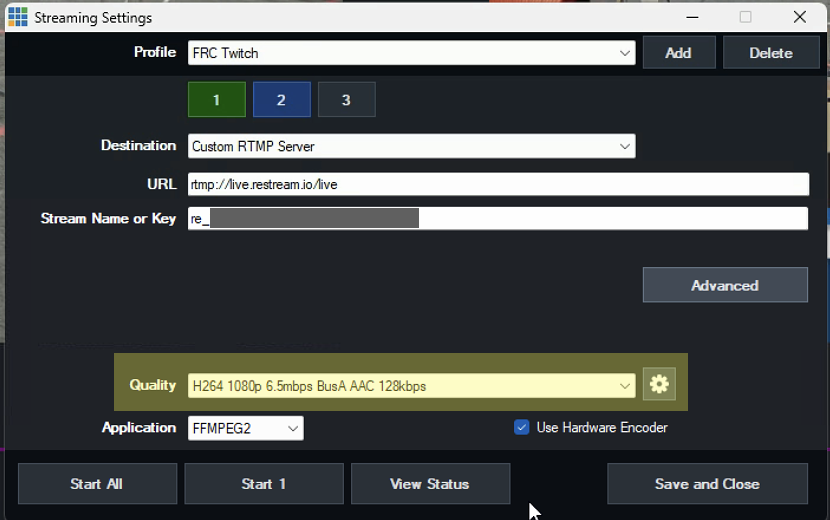 Streaming Settings
Profile FRC Twitch Add Delete
1 2 3
Destination Custom RTMP Server
URL rtmp://live.restream.io/live
Stream Name or Key re_
Advanced
Quality H264 1080p 6.5mbps BusA AAC 128kbps
Application FFMPEG2 Use Hardware Encoder
Start All Start 1 View Status Save and Close